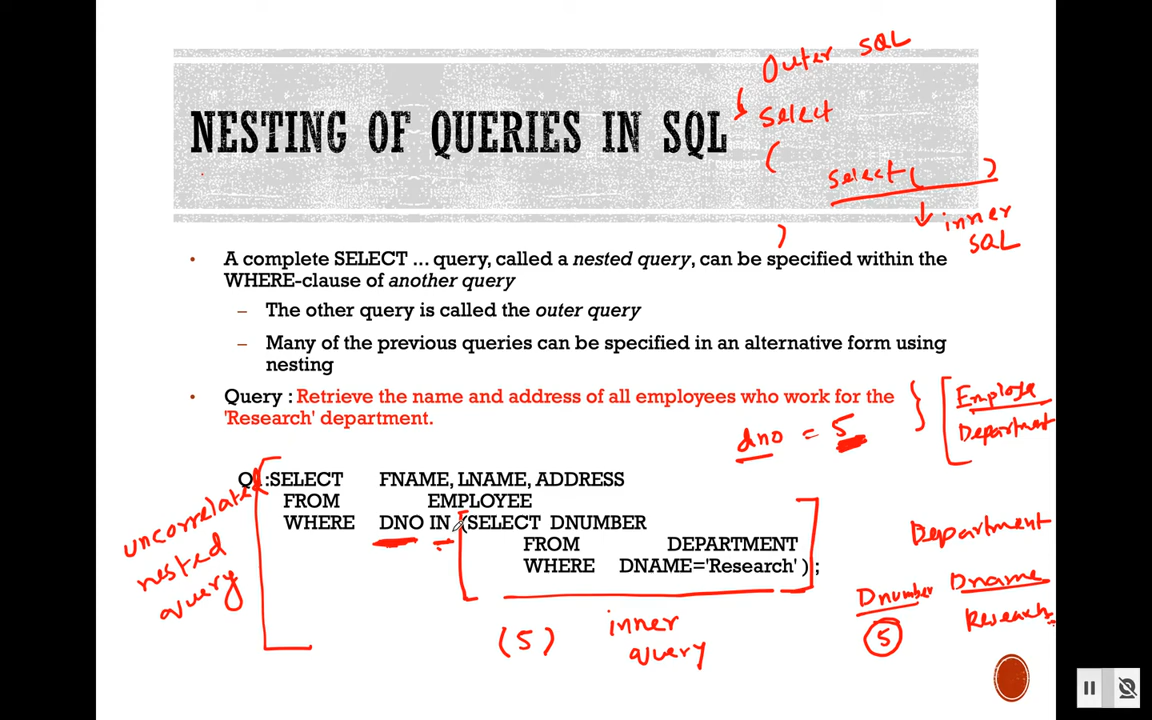 Outer SQL
NESTING OF QUERIES IN SQL
Select
(
Select ( )
inner
SQL
)
• A complete SELECT ... query, called a nested query, can be specified within the
WHERE-clause of another query
– The other query is called the outer query
– Many of the previous queries can be specified in an alternative form using
nesting
• Query : Retrieve the name and address of all employees who work for the
'Research' department.
Employe
Department
dno = 5
uncorrelated
nested
query
Q1:SELECT FNAME, LNAME, ADDRESS
FROM EMPLOYEE
WHERE DNO IN (SELECT DNUMBER
FROM DEPARTMENT
WHERE DNAME='Research' ) ;
Department
Dnumber Dname
5 Research
(5) inner
query